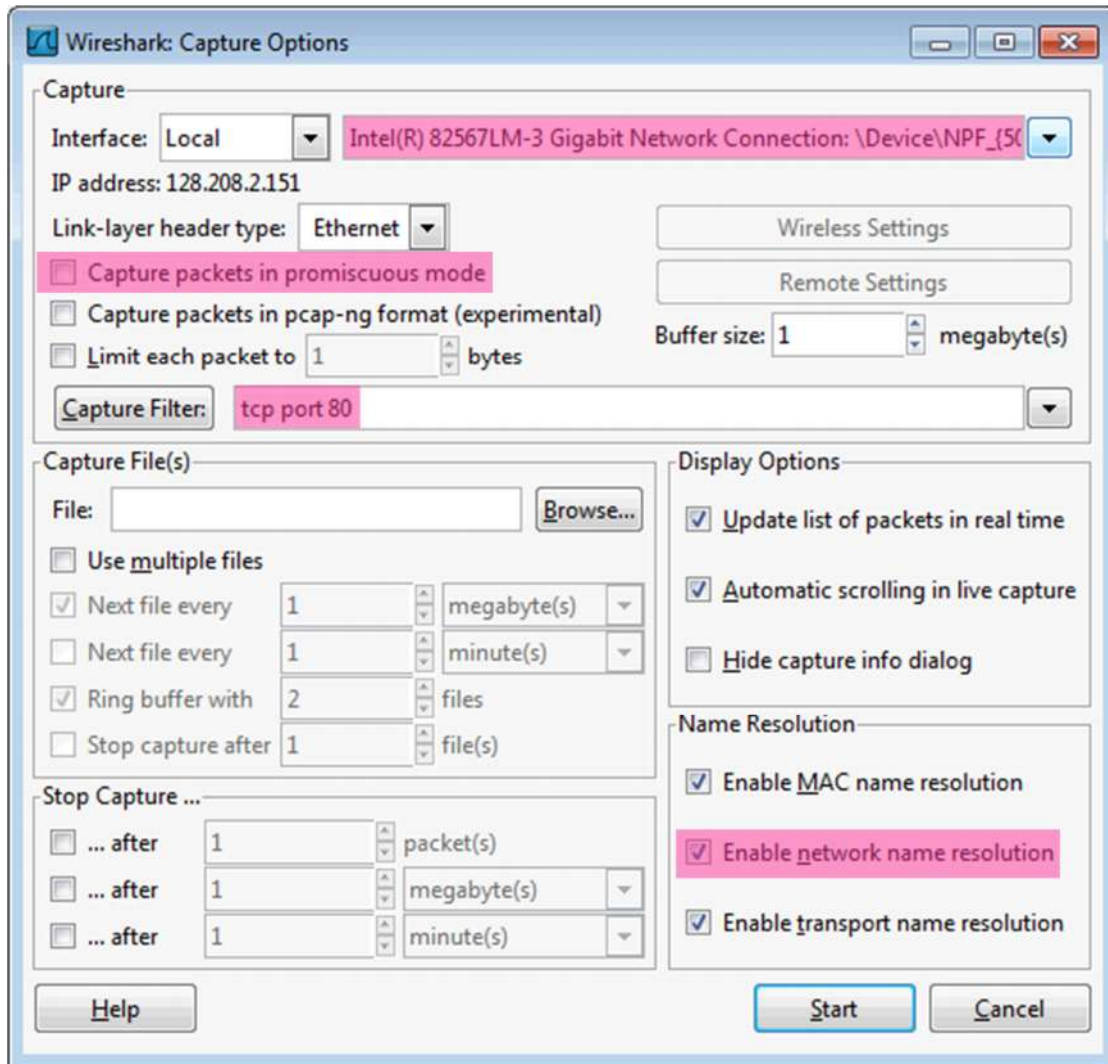 Wireshark: Capture Options
Capture
Interface: Local Intel(R) 82567LM-3 Gigabit Network Connection: \Device\NPF_{50
IP address: 128.208.2.151
Link-layer header type: Ethernet
Wireless Settings
Capture packets in promiscuous mode
Remote Settings
Capture packets in pcap-ng format (experimental)
Buffer size: 1 megabyte(s)
Limit each packet to 1 bytes
Capture Filter: tcp port 80
Capture File(s)
File: Browse...
Use multiple files
Next file every 1 megabyte(s)
Next file every 1 minute(s)
Ring buffer with 2 files
Stop capture after 1 file(s)
Stop Capture ...
... after 1 packet(s)
... after 1 megabyte(s)
... after 1 minute(s)
Display Options
Update list of packets in real time
Automatic scrolling in live capture
Hide capture info dialog
Name Resolution
Enable MAC name resolution
Enable network name resolution
Enable transport name resolution
Help
Start
Cancel